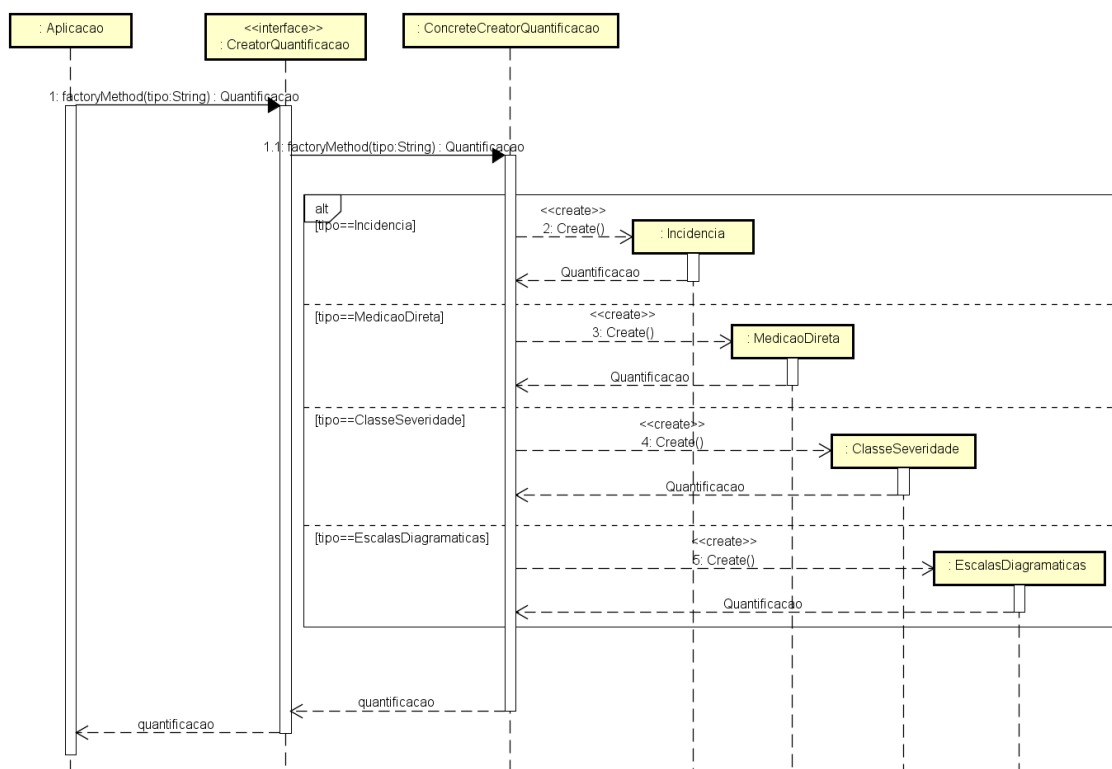 : Aplicacao
<<interface>>
: CreatorQuantificacao
: ConcreteCreatorQuantificacao
1: factoryMethod(tipo:String) : Quantificacao
1.1: factoryMethod(tipo:String) : Quantificacao
alt
[tipo==Incidencia]
<<create>>
2: Create()
: Incidencia
Quantificacao
[tipo==MedicaoDireta]
<<create>>
3: Create()
: MedicaoDireta
Quantificacao
[tipo==ClasseSeveridade]
<<create>>
4: Create()
: ClasseSeveridade
Quantificacao
[tipo==EscalasDiagramaticas]
<<create>>
5: Create()
: EscalasDiagramaticas
Quantificacao
quantificacao
quantificacao